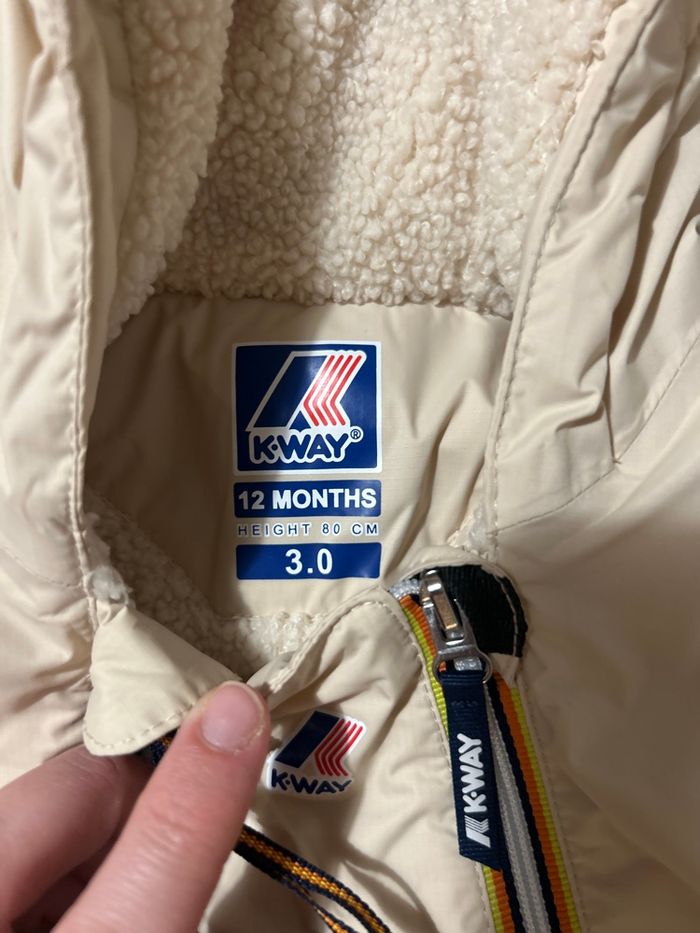 K-WAY®
12 MONTHS
HEIGHT 80 CM
3.0
K-WAY
K-WAY